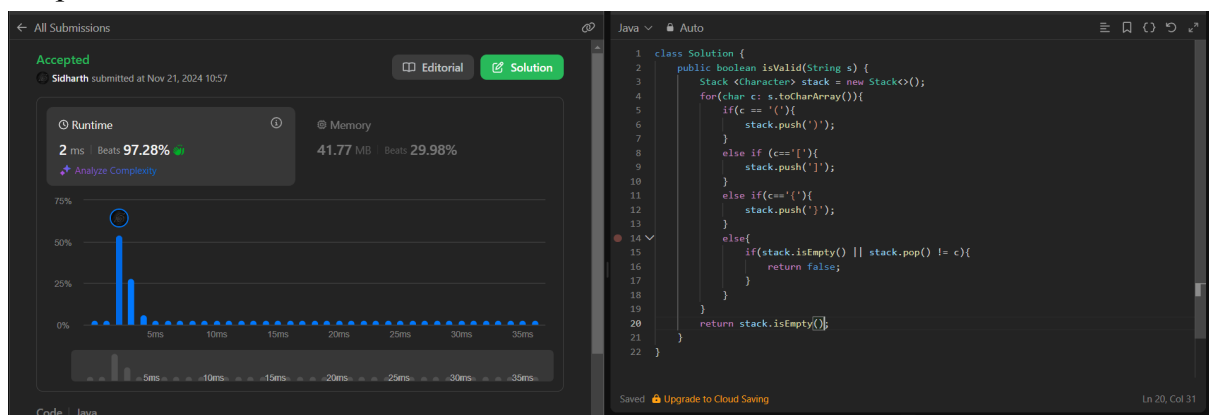 ← All Submissions
Accepted
Sidharth submitted at Nov 21, 2024 10:57
Editorial
Solution
Runtime
2 ms | Beats 97.28%
Analyze Complexity
Memory
41.77 MB | Beats 29.98%
75%
50%
25%
0%
5ms 10ms 15ms 20ms 25ms 30ms 35ms
5ms 10ms 15ms 20ms 25ms 30ms 35ms
Code | Java
Java Auto
1 class Solution {
2 public boolean isValid(String s) {
3 Stack <Character> stack = new Stack<>();
4 for(char c: s.toCharArray()){
5 if(c == '('){
6 stack.push(')');
7 }
8 else if (c=='['){
9 stack.push(']');
10 }
11 else if(c=='{'){
12 stack.push('}');
13 }
14 else{
15 if(stack.isEmpty() || stack.pop() != c){
16 return false;
17 }
18 }
19 }
20 return stack.isEmpty();
21 }
22 }
Saved Upgrade to Cloud Saving
Ln 20, Col 31